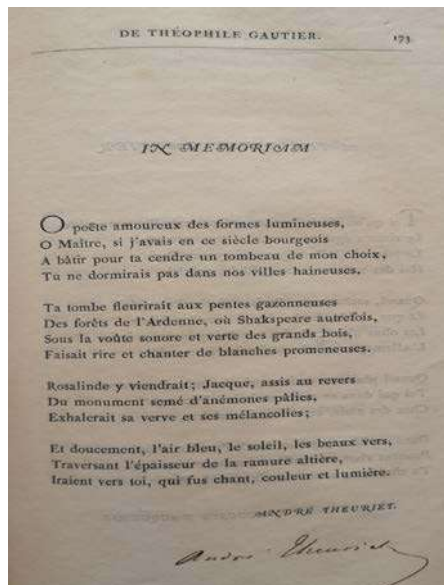 DE THÉOPHILE GAUTIER. 173
IN MEMORIAM
O poëte amoureux des formes lumineuses,
O Maître, si j'avais en ce siècle bourgeois
A bâtir pour ta cendre un tombeau de mon choix,
Tu ne dormirais pas dans nos villes haineuses.
Ta tombe fleurirait aux pentes gazonneuses
Des forêts de l'Ardenne, où Shakspeare autrefois,
Sous la voûte sonore et verte des grands bois,
Faisait rire et chanter de blanches promeneuses.
Rosalinde y viendrait; Jacque, assis au revers
Du monument semé d'anémones pâlies,
Exhalerait sa verve et ses mélancolies;
Et doucement, l'air bleu, le soleil, les beaux vers,
Traversant l'épaisseur de la ramure altière,
Iraient vers toi, qui fus chant, couleur et lumière.
ANDRÉ THEURIET.
André Theuriet